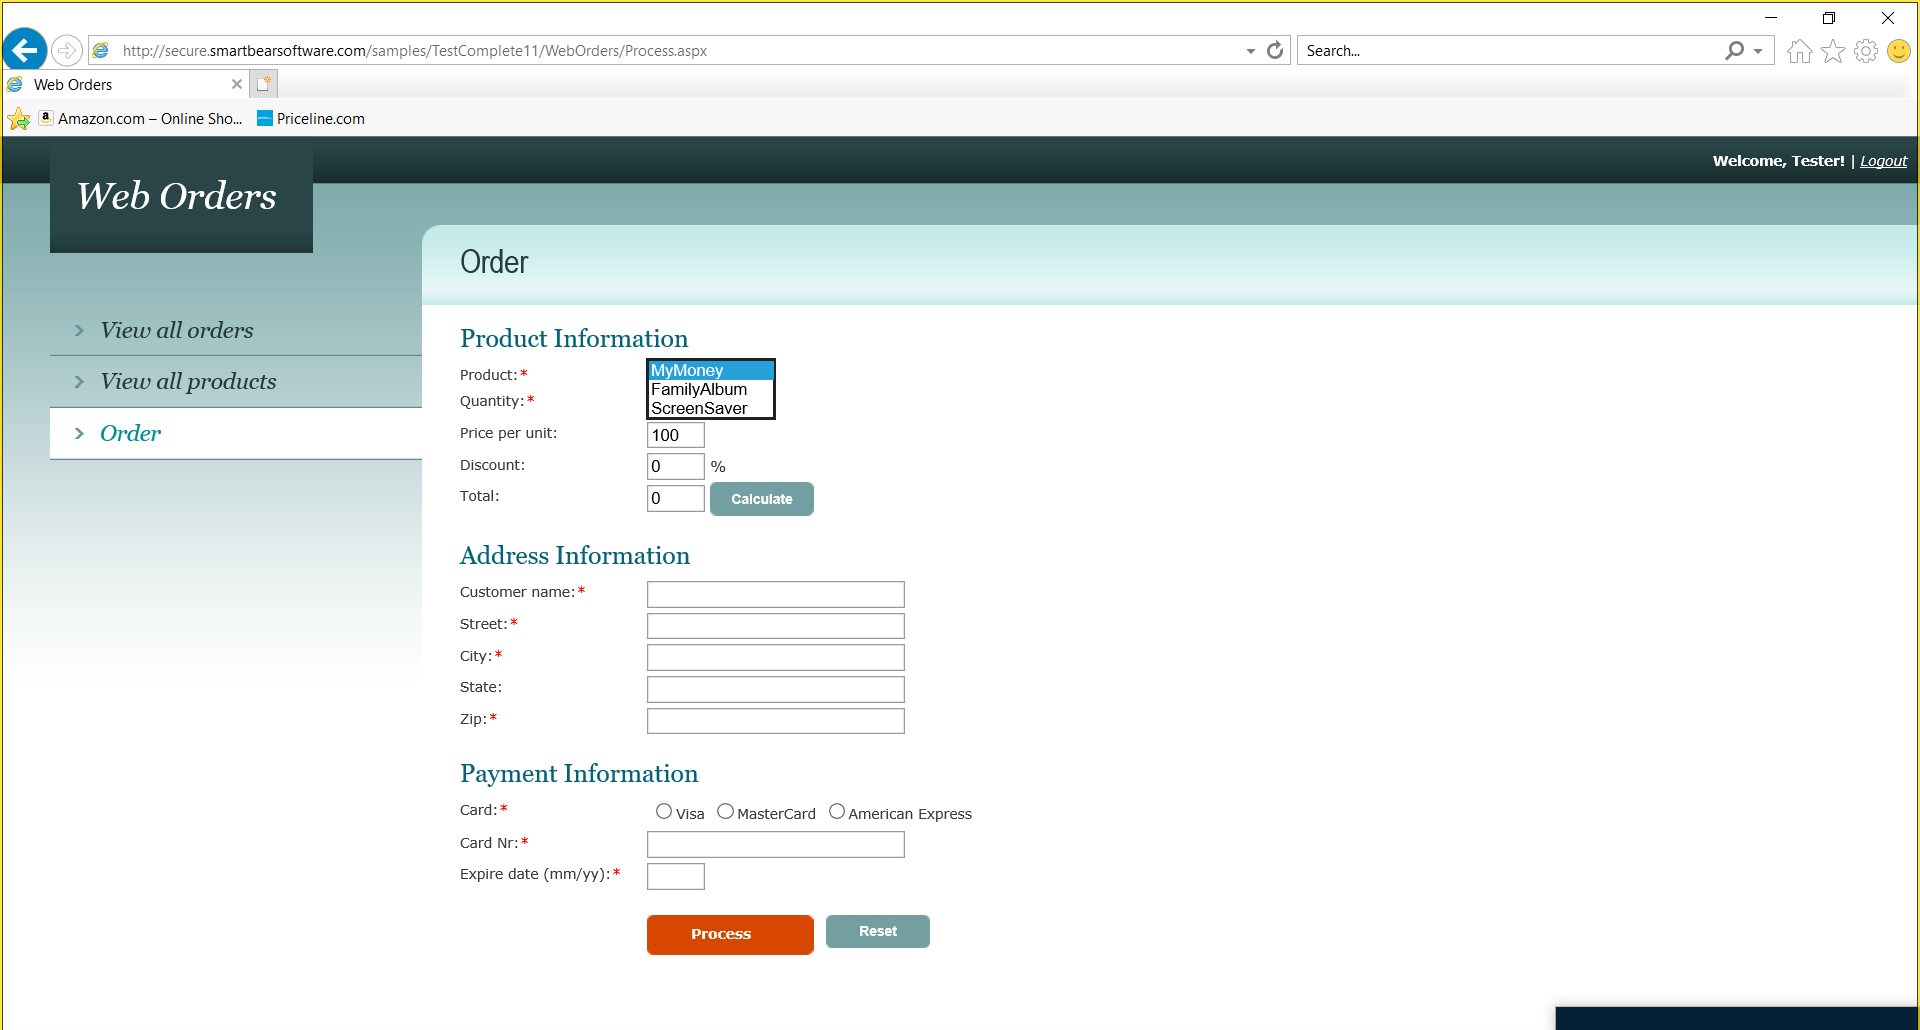 http://secure.smartbearsoftware.com/samples/TestComplete11/WebOrders/Process.aspx
Search...
Web Orders
Amazon.com – Online Sho... Priceline.com
Welcome, Tester! | Logout
Web Orders
View all orders
View all products
Order
Order
Product Information
Product:* MyMoney
FamilyAlbum
Quantity:*
ScreenSaver
Price per unit: 100
Discount: 0 %
Total: 0 Calculate
Address Information
Customer name:*
Street:*
City:*
State:
Zip:*
Payment Information
Card:* Visa MasterCard American Express
Card Nr:*
Expire date (mm/yy):*
Process Reset